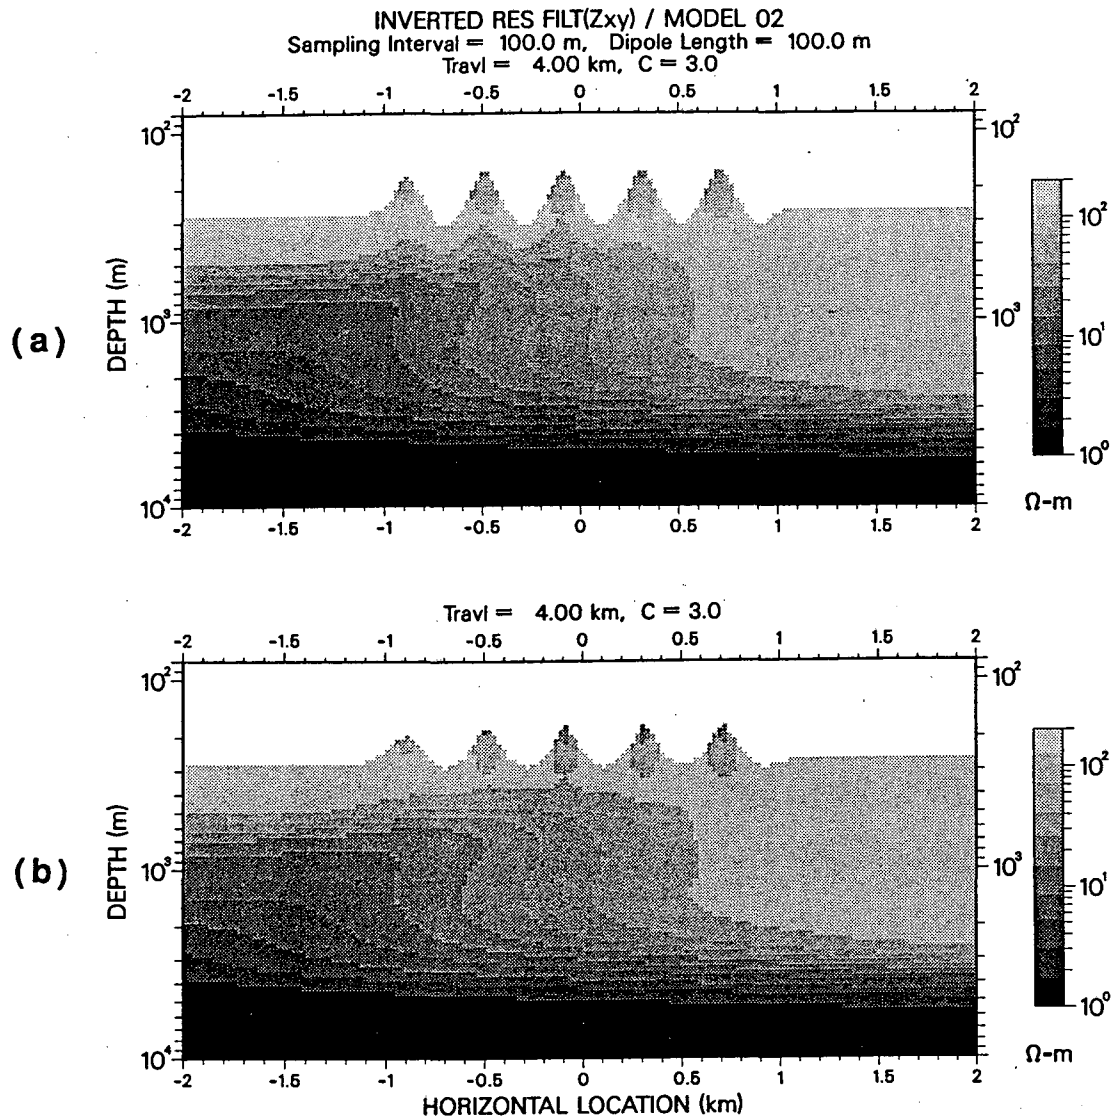 INVERTED RES FILT(Zxy) / MODEL 02
Sampling Interval = 100.0 m, Dipole Length = 100.0 m
Travl = 4.00 km, C = 3.0
-2 -1.5 -1 -0.5 0 0.5 1 1.5 2
10² 10²
10²
(a)
DEPTH (m)
10³ 10³
10¹
10⁰
10⁴
Ω-m
-2 -1.5 -1 -0.5 0 0.5 1 1.5 2
Travl = 4.00 km, C = 3.0
-2 -1.5 -1 -0.5 0 0.5 1 1.5 2
10² 10²
10²
(b)
DEPTH (m)
10³ 10³
10¹
10⁰
10⁴
Ω-m
-2 -1.5 -1 -0.5 0 0.5 1 1.5 2
HORIZONTAL LOCATION (km)